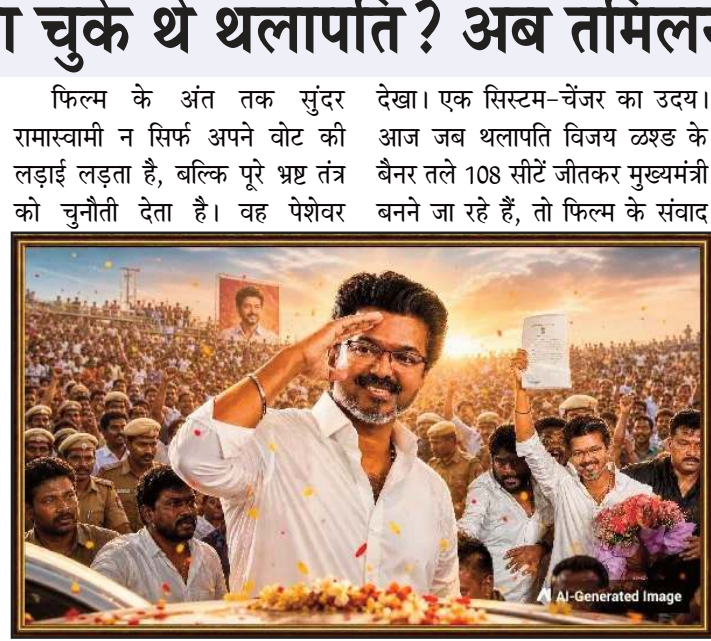 चुके थे थलापति? अब
फिल्म के अंत तक सुंदर
रामास्वामी न सिर्फ अपने वोट की
लड़ाई लड़ता है, बल्कि पूरे भ्रष्ट तंत्र
को चुनौती देता है। वह पेशेवर
देखा। एक सिस्टम-चेंजर का उदय।
आज जब थलापति विजय ळश्ङ के
बैनर तले 108 सीटें जीतकर मुख्यमंत्री
बनने जा रहे हैं, तो फिल्म के संवाद
AI-Generated Image